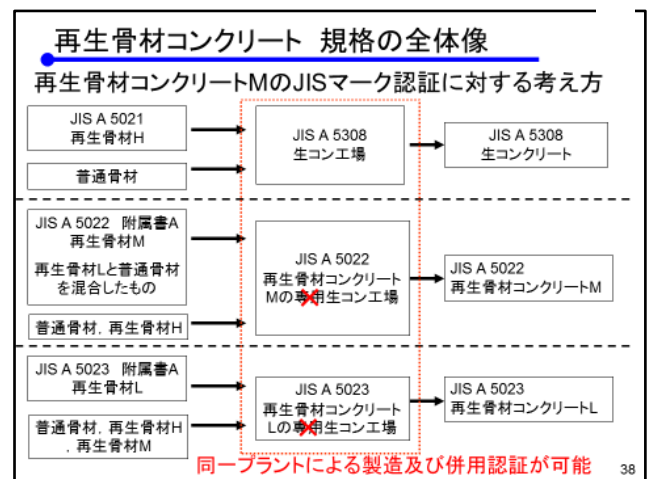 再生骨材コンクリート 規格の全体像
再生骨材コンクリートMのJISマーク認証に対する考え方
JIS A 5021
再生骨材H
普通骨材
JIS A 5308
生コン工場
JIS A 5308
生コンクリート
JIS A 5022 附属書A
再生骨材M
再生骨材Lと普通骨材
を混合したもの
普通骨材，再生骨材H
JIS A 5022
再生骨材コンクリート
Mの専用生コン工場
JIS A 5022
再生骨材コンクリートM
JIS A 5023 附属書A
再生骨材L
普通骨材，再生骨材H
，再生骨材M
JIS A 5023
再生骨材コンクリート
Lの専用生コン工場
JIS A 5023
再生骨材コンクリートL
同一プラントによる製造及び併用認証が可能
38